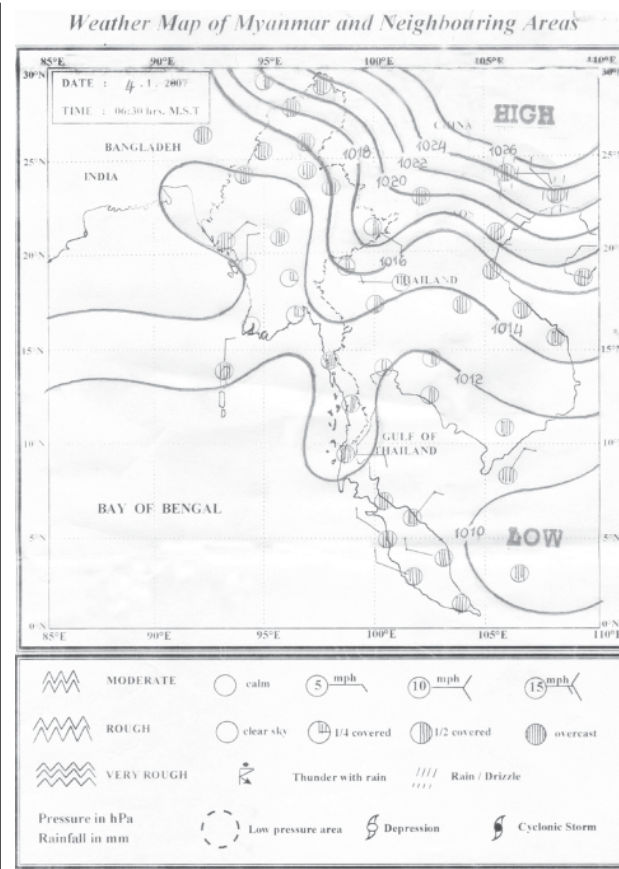 Weather Map of Myanmar and Neighbouring Areas
85°E 90°E 95°E 100°E 105°E 110°E
30°N 30°N
DATE : 4.1.2007
TIME : 06:30 hrs. M.S.T
HIGH
CHINA
BANGLADEH
1018 1024 1026
1022
25°N
1020
INDIA
20°N
1016
THAILAND
1014
15°N
1012
10°N
GULF OF
THAILAND
BAY OF BENGAL
1010 LOW
5°N
0°N 0°N
85°E 90°E 95°E 100°E 105°E 110°E
MODERATE calm 5 mph 10 mph 15 mph
ROUGH clear sky 1/4 covered 1/2 covered overcast
VERY ROUGH Thunder with rain Rain / Drizzle
Pressure in hPa
Rainfall in mm
Low pressure area Depression Cyclonic Storm